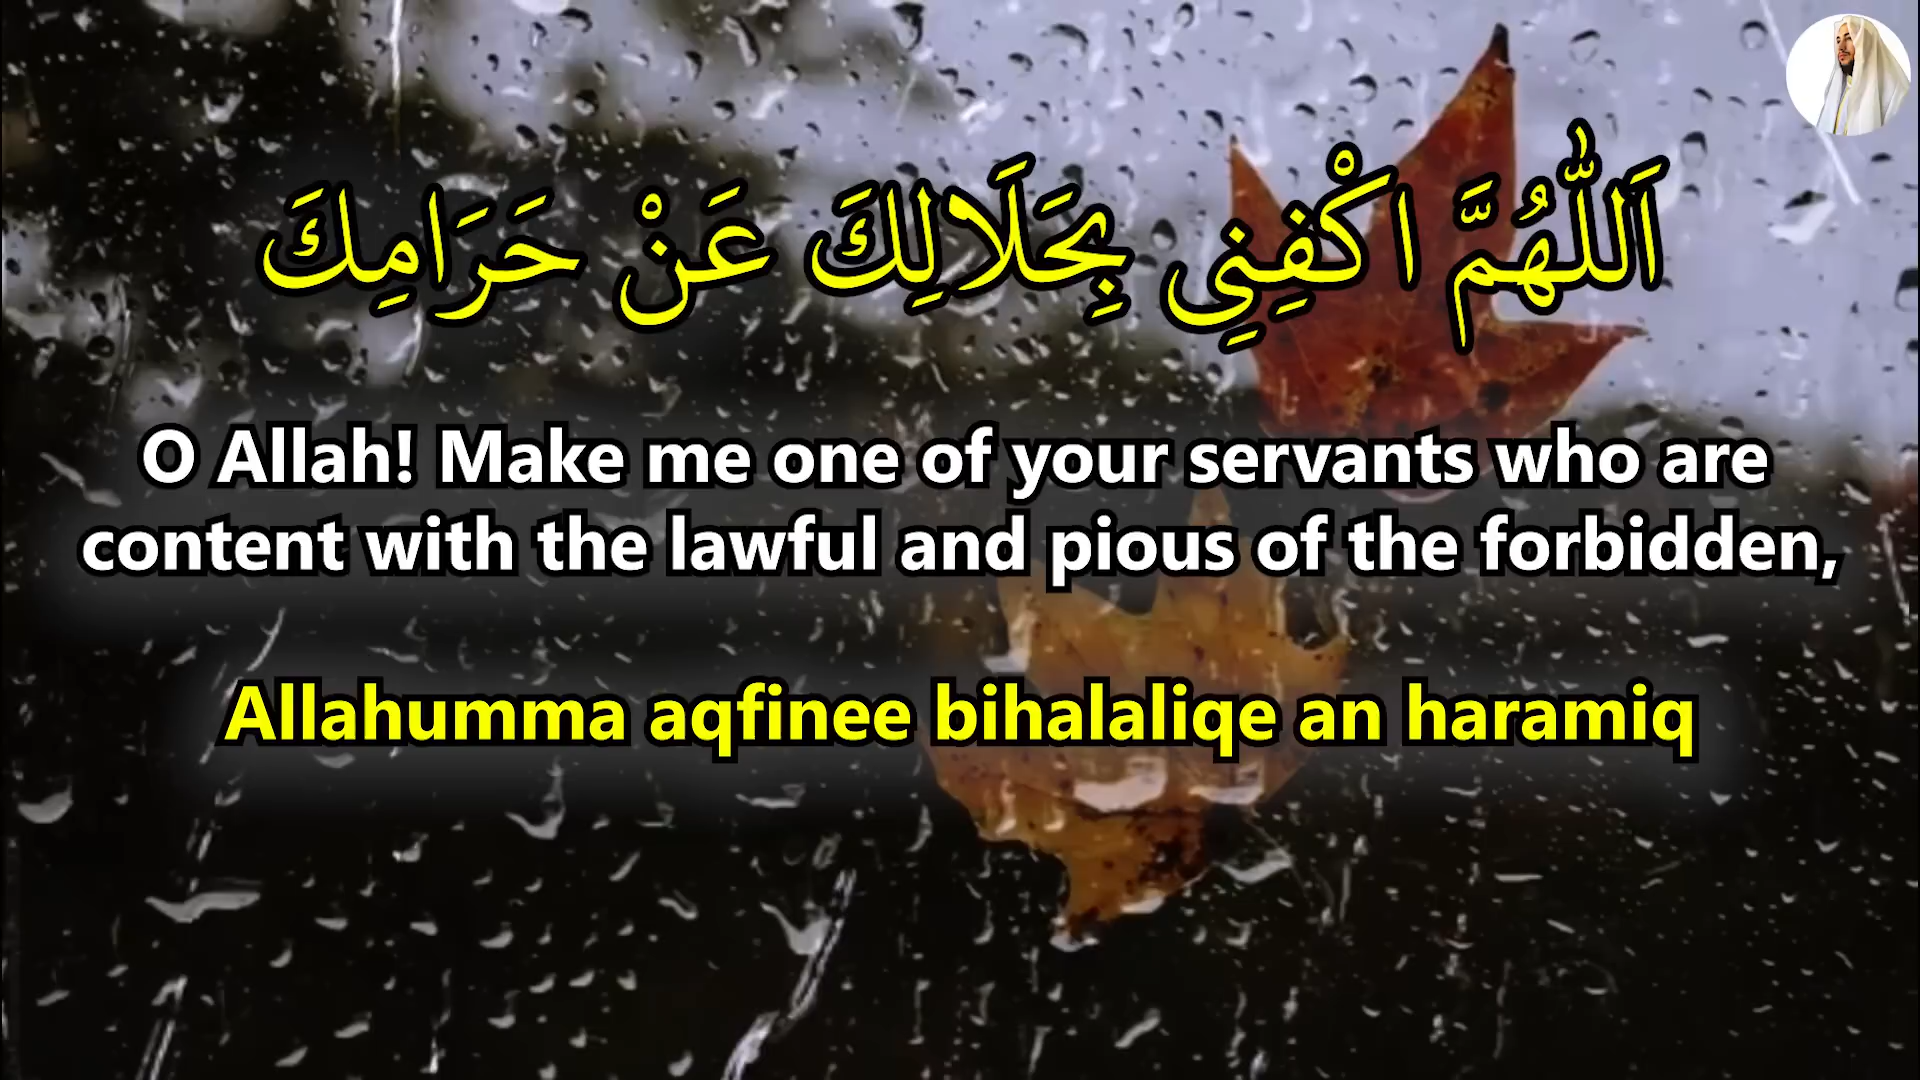 اَللّٰهُمَّ اكْفِنِي بِحَلَالِكَ عَنْ حَرَامِكَ
O Allah! Make me one of your servants who are
content with the lawful and pious of the forbidden,
Allahumma aqfinee bihalaliqe an haramiq